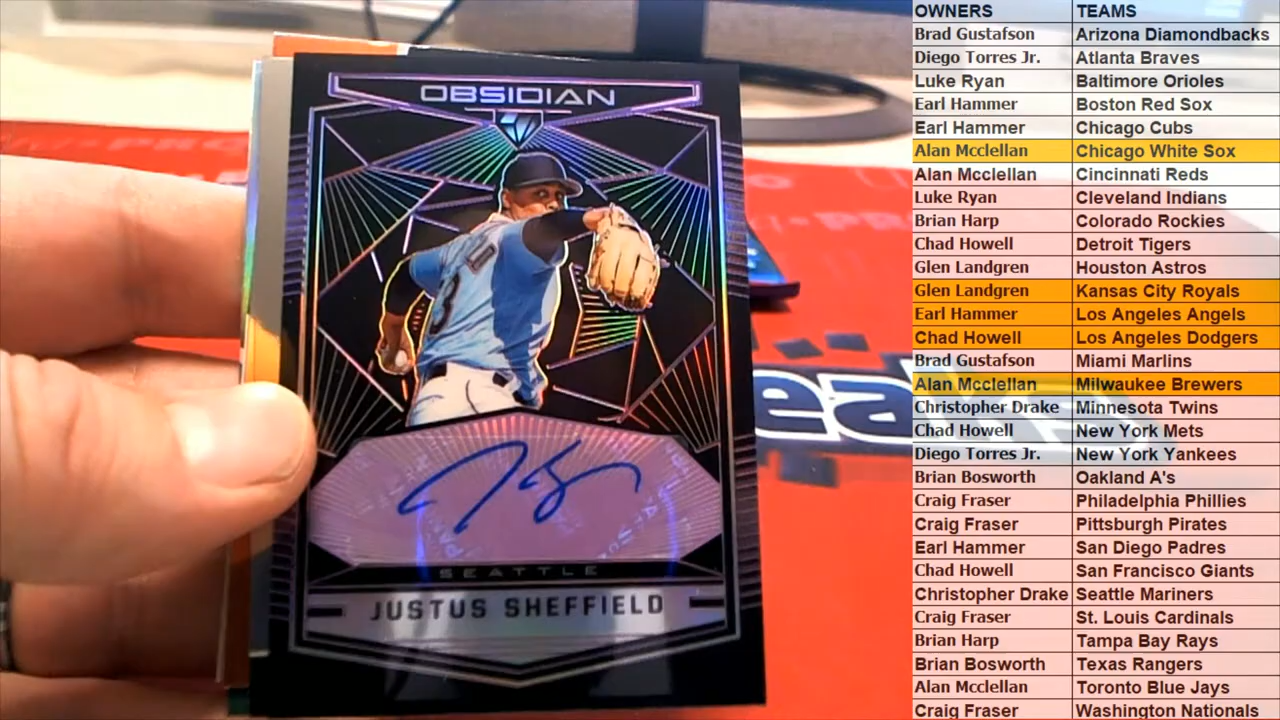 OBSIDIAN
3
SEATTLE
JUSTUS SHEFFIELD
eaks
OWNERS TEAMS
Brad Gustafson Arizona Diamondbacks
Diego Torres Jr. Atlanta Braves
Luke Ryan Baltimore Orioles
Earl Hammer Boston Red Sox
Earl Hammer Chicago Cubs
Alan Mcclellan Chicago White Sox
Alan Mcclellan Cincinnati Reds
Luke Ryan Cleveland Indians
Brian Harp Colorado Rockies
Chad Howell Detroit Tigers
Glen Landgren Houston Astros
Glen Landgren Kansas City Royals
Earl Hammer Los Angeles Angels
Chad Howell Los Angeles Dodgers
Brad Gustafson Miami Marlins
Alan Mcclellan Milwaukee Brewers
Christopher Drake Minnesota Twins
Chad Howell New York Mets
Diego Torres Jr. New York Yankees
Brian Bosworth Oakland A's
Craig Fraser Philadelphia Phillies
Craig Fraser Pittsburgh Pirates
Earl Hammer San Diego Padres
Chad Howell San Francisco Giants
Christopher Drake Seattle Mariners
Craig Fraser St. Louis Cardinals
Brian Harp Tampa Bay Rays
Brian Bosworth Texas Rangers
Alan Mcclellan Toronto Blue Jays
Craig Fraser Washington Nationals